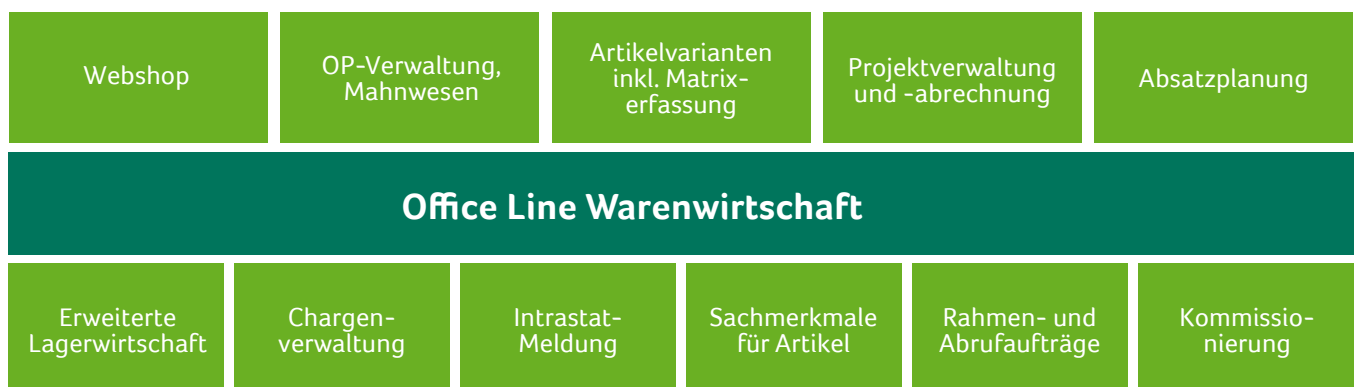 Webshop
OP-Verwaltung,
Mahnwesen
Artikelvarianten
inkl. Matrix-
erfassung
Projektverwaltung
und -abrechnung
Absatzplanung
Office Line Warenwirtschaft
Erweiterte
Lagerwirtschaft
Chargen-
verwaltung
Intrastat-
Meldung
Sachmerkmale
für Artikel
Rahmen- und
Abrufaufträge
Kommissio-
nierung